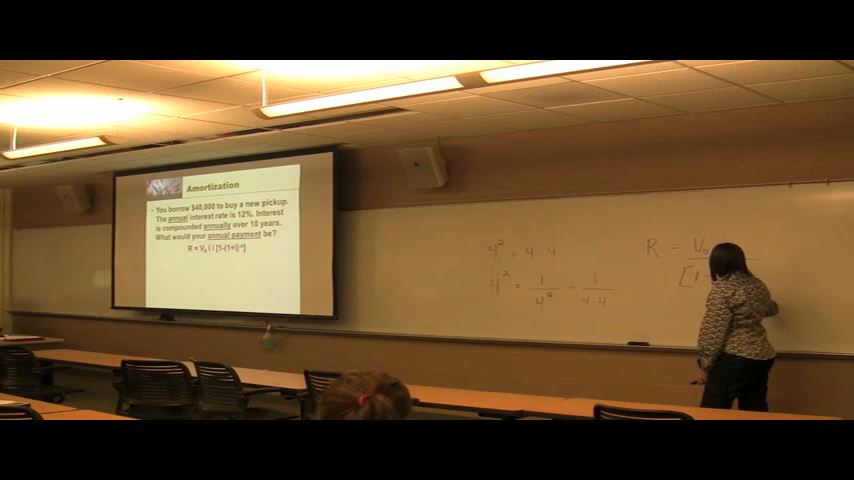 Amortization
• You borrow $40,000 to buy a new pickup.
The annual interest rate is 12%. Interest
is compounded annually over 10 years.
What would your annual payment be?
R = V₀ i / [1-(1+i)⁻ⁿ]
4² = 4 · 4
4⁻² = 1/4² = 1/4·4
R = V₀
[1 -